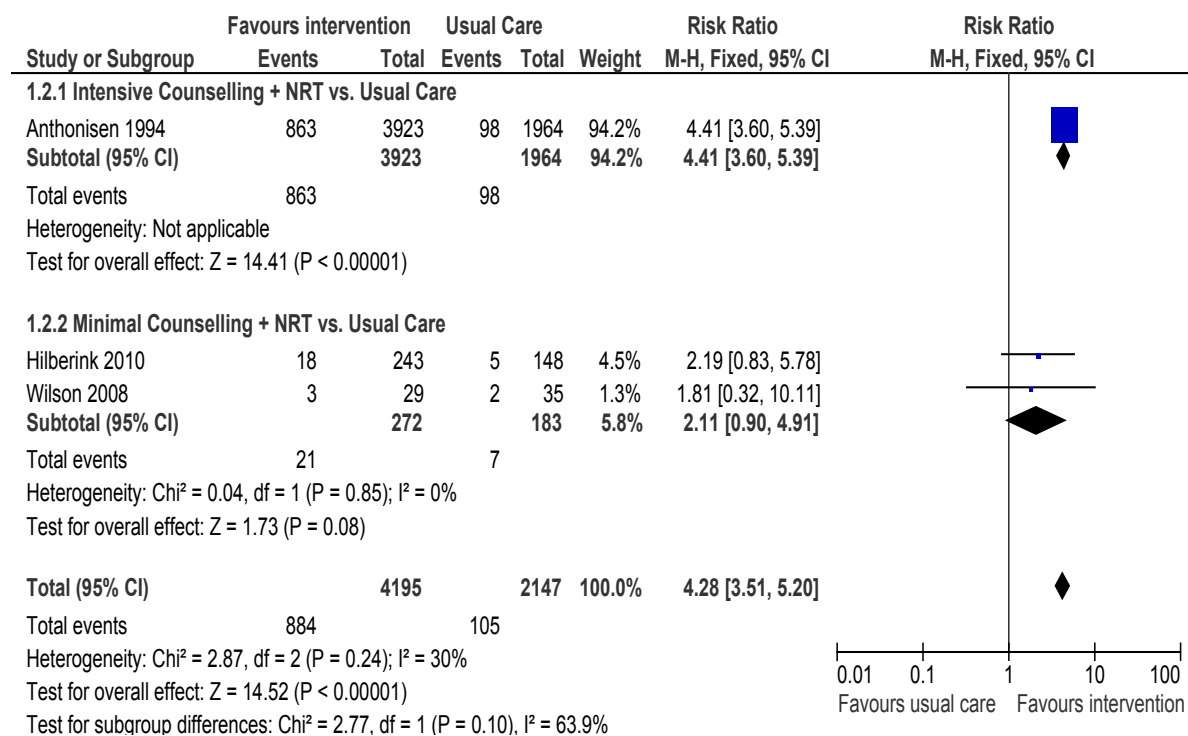 Favours intervention Usual Care Risk Ratio Risk Ratio
Study or Subgroup Events Total Events Total Weight M-H, Fixed, 95% CI M-H, Fixed, 95% CI
1.2.1 Intensive Counselling + NRT vs. Usual Care
Anthonisen 1994 863 3923 98 1964 94.2% 4.41 [3.60, 5.39]
Subtotal (95% CI) 3923 1964 94.2% 4.41 [3.60, 5.39]
Total events 863 98
Heterogeneity: Not applicable
Test for overall effect: Z = 14.41 (P < 0.00001)
1.2.2 Minimal Counselling + NRT vs. Usual Care
Hilberink 2010 18 243 5 148 4.5% 2.19 [0.83, 5.78]
Wilson 2008 3 29 2 35 1.3% 1.81 [0.32, 10.11]
Subtotal (95% CI) 272 183 5.8% 2.11 [0.90, 4.91]
Total events 21 7
Heterogeneity: Chi² = 0.04, df = 1 (P = 0.85); I² = 0%
Test for overall effect: Z = 1.73 (P = 0.08)
Total (95% CI) 4195 2147 100.0% 4.28 [3.51, 5.20]
Total events 884 105
Heterogeneity: Chi² = 2.87, df = 2 (P = 0.24); I² = 30%
Test for overall effect: Z = 14.52 (P < 0.00001)
Test for subgroup differences: Chi² = 2.77, df = 1 (P = 0.10), I² = 63.9%
0.01 0.1 1 10 100
Favours usual care Favours intervention